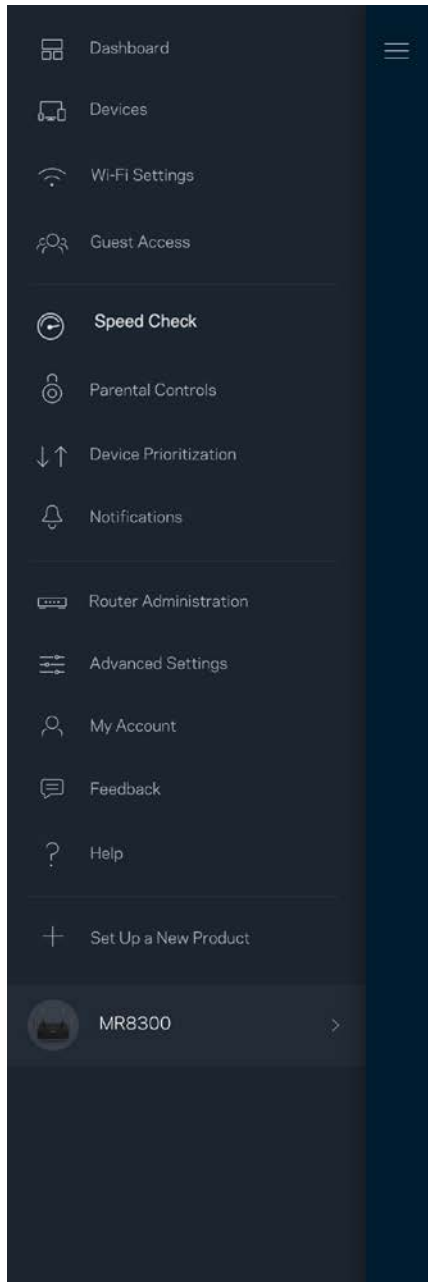 Dashboard
Devices
Wi-Fi Settings
Guest Access
Speed Check
Parental Controls
Device Prioritization
Notifications
Router Administration
Advanced Settings
My Account
Feedback
Help
Set Up a New Product
MR8300